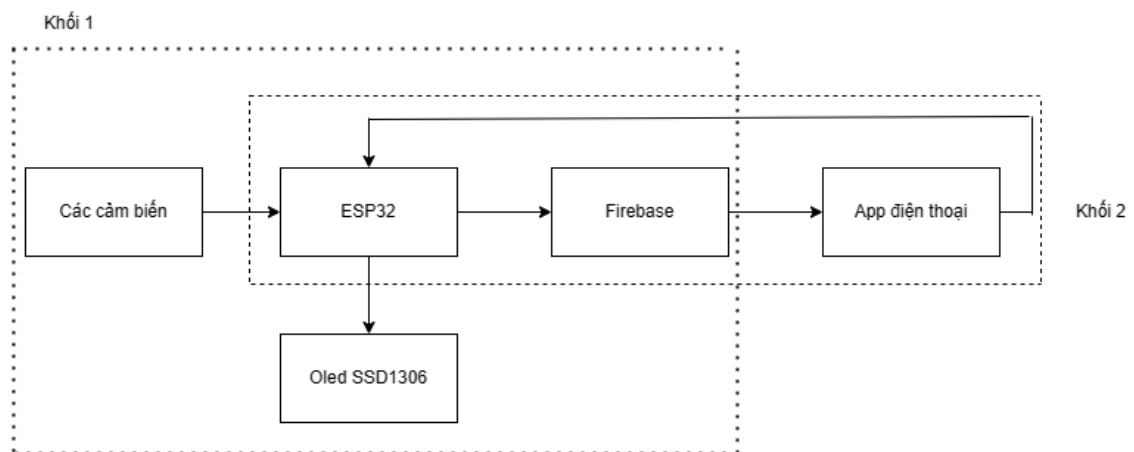 Khối 1
Các cảm biến
ESP32
Firebase
App điện thoại
Khối 2
Oled SSD1306